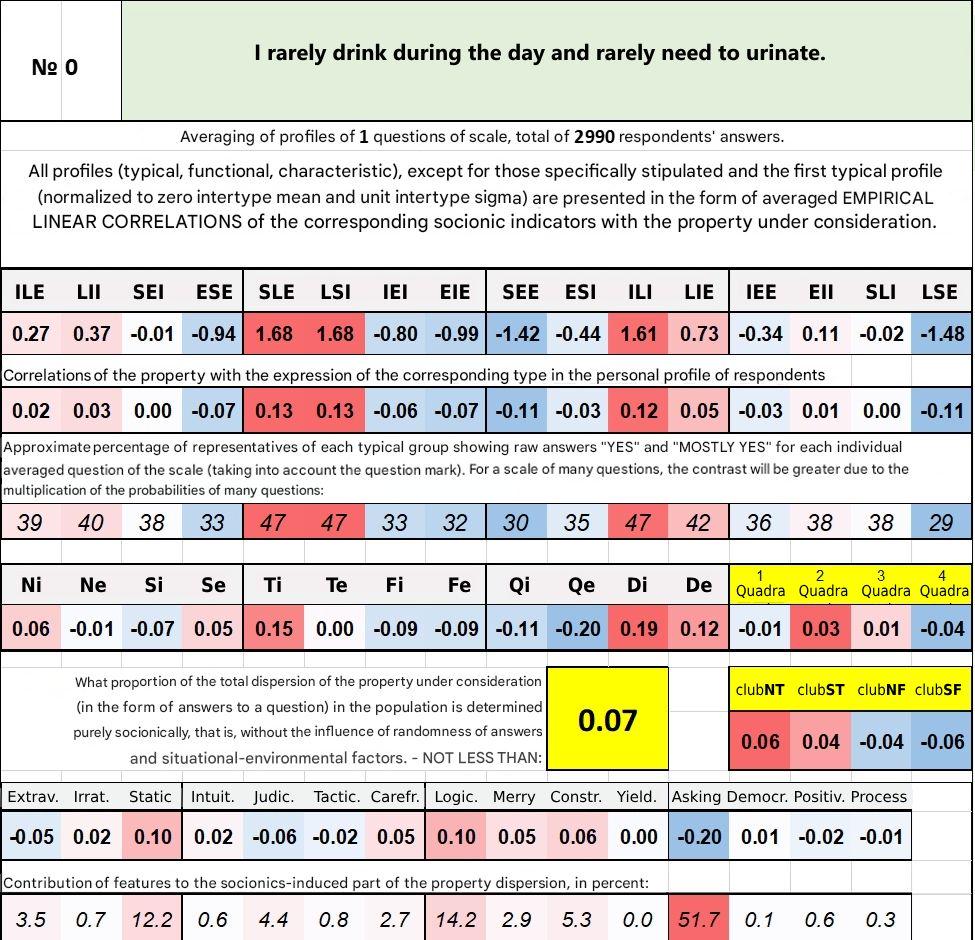 № 0
I rarely drink during the day and rarely need to urinate.
Averaging of profiles of 1 questions of scale, total of 2990 respondents' answers.
All profiles (typical, functional, characteristic), except for those specifically stipulated and the first typical profile
(normalized to zero intertype mean and unit intertype sigma) are presented in the form of averaged EMPIRICAL
LINEAR CORRELATIONS of the corresponding socionic indicators with the property under consideration.
ILE LII SEI ESE SLE LSI IEI EIE SEE ESI ILI LIE IEE EII SLI LSE
0.27 0.37 -0.01 -0.94 1.68 1.68 -0.80 -0.99 -1.42 -0.44 1.61 0.73 -0.34 0.11 -0.02 -1.48
Correlations of the property with the expression of the corresponding type in the personal profile of respondents
0.02 0.03 0.00 -0.07 0.13 0.13 -0.06 -0.07 -0.11 -0.03 0.12 0.05 -0.03 0.01 0.00 -0.11
Approximate percentage of representatives of each typical group showing raw answers "YES" and "MOSTLY YES" for each individual
averaged question of the scale (taking into account the question mark). For a scale of many questions, the contrast will be greater due to the
multiplication of the probabilities of many questions:
39 40 38 33 47 47 33 32 30 35 47 42 36 38 38 29
Ni Ne Si Se Ti Te Fi Fe Qi Qe Di De 1 Quadra 2 Quadra 3 Quadra 4 Quadra
0.06 -0.01 -0.07 0.05 0.15 0.00 -0.09 -0.09 -0.11 -0.20 0.19 0.12 -0.01 0.03 0.01 -0.04
What proportion of the total dispersion of the property under consideration
(in the form of answers to a question) in the population is determined
purely socionically, that is, without the influence of randomness of answers
and situational-environmental factors. - NOT LESS THAN:
0.07
clubNT clubST clubNF clubSF
0.06 0.04 -0.04 -0.06
Extrav. Irrat. Static Intuit. Judic. Tactic. Carefr. Logic. Merry Constr. Yield. Asking Democr. Positiv. Process
-0.05 0.02 0.10 0.02 -0.06 -0.02 0.05 0.10 0.05 0.06 0.00 -0.20 0.01 -0.02 -0.01
Contribution of features to the socionics-induced part of the property dispersion, in percent:
3.5 0.7 12.2 0.6 4.4 0.8 2.7 14.2 2.9 5.3 0.0 51.7 0.1 0.6 0.3